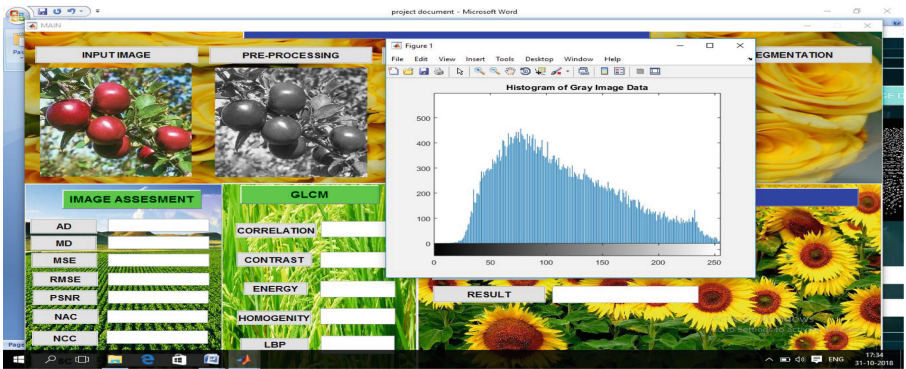 project document - Microsoft Word
MAIN
INPUT IMAGE
PRE-PROCESSING
EGMENTATION
Figure 1
File Edit View Insert Tools Desktop Window Help
Histogram of Gray Image Data
500
400
300
200
100
0
0 50 100 150 200 250
IMAGE ASSESMENT
AD
MD
MSE
RMSE
PSNR
NAC
NCC
GLCM
CORRELATION
CONTRAST
ENERGY
HOMOGENITY
LBP
RESULT
Page
ENG
17:34
31-10-2018